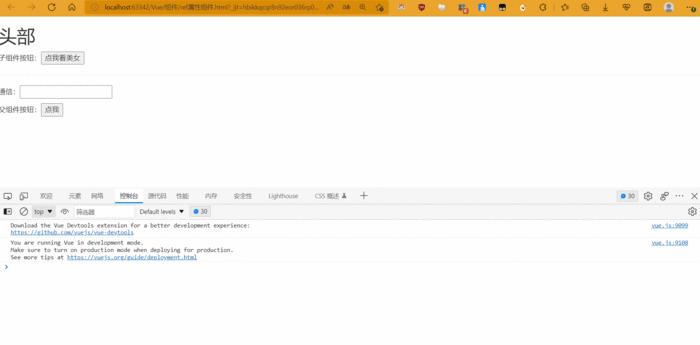 localhost:63342/Vue/组件/ref属性组件.html?_ijt=
头部
子组件按钮： 点我看美女
通信：
父组件按钮： 点我
欢迎 元素 网络 控制台 源代码 性能 内存 安全性 Lighthouse CSS 概述 30
top 筛选器 Default levels 30
Download the Vue Devtools extension for a better development experience: vue.js:9099
https://github.com/vuejs/vue-devtools
You are running Vue in development mode. vue.js:9108
Make sure to turn on production mode when deploying for production.
See more tips at https://vuejs.org/guide/deployment.html